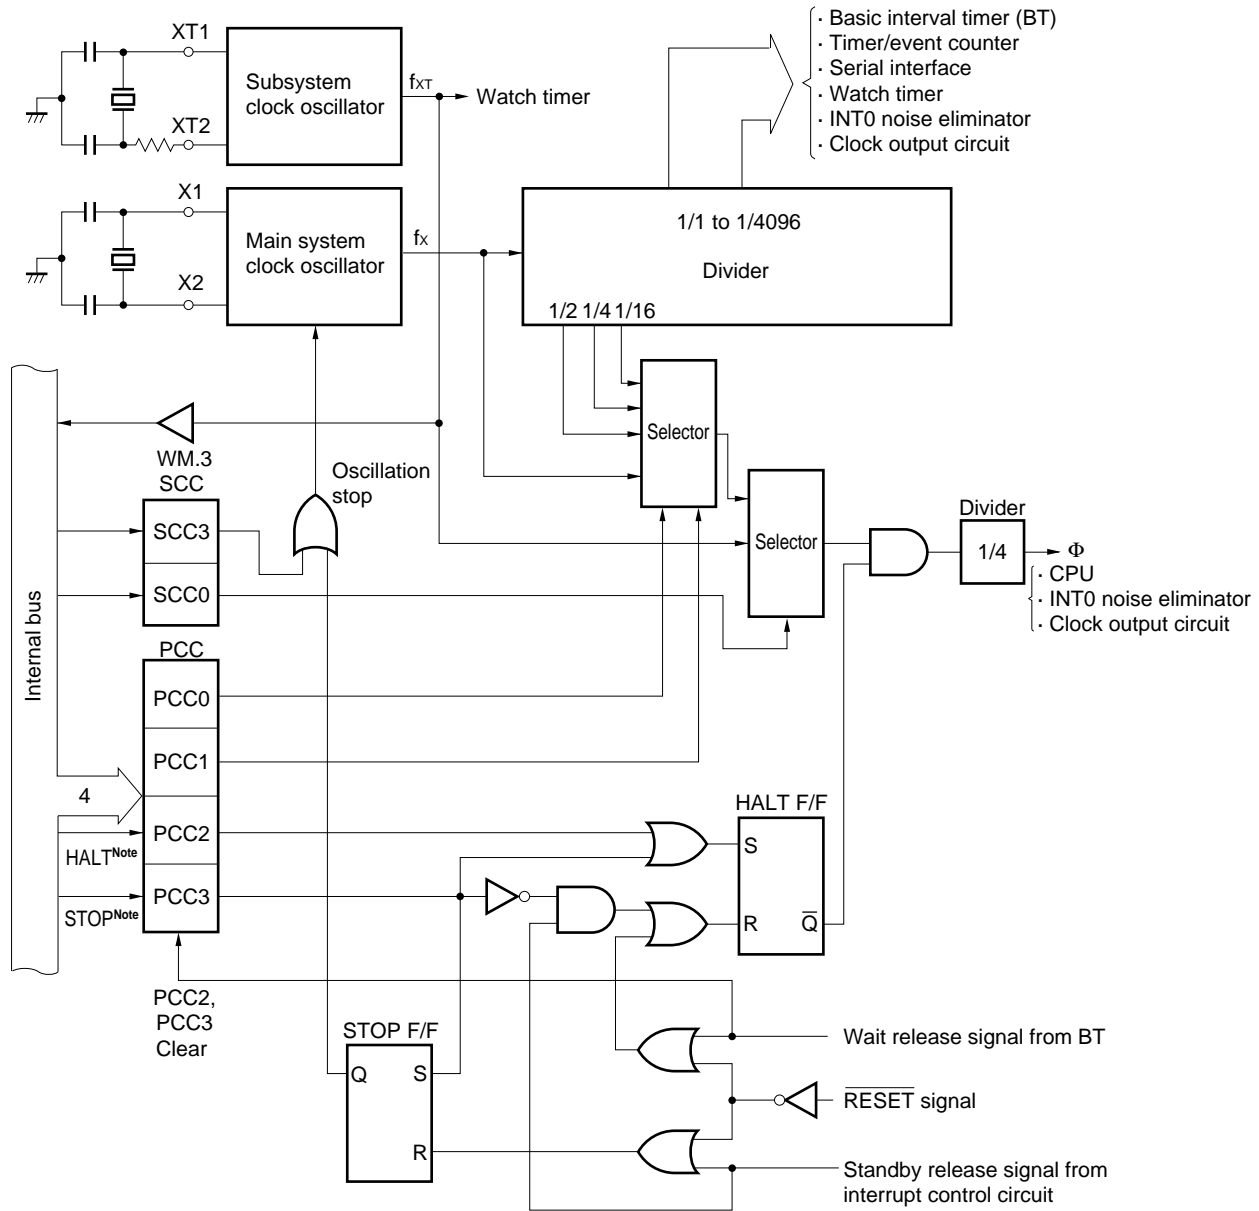 XT1
XT2
Subsystem
clock oscillator
fXT
Watch timer
· Basic interval timer (BT)
· Timer/event counter
· Serial interface
· Watch timer
· INT0 noise eliminator
· Clock output circuit
X1
X2
Main system
clock oscillator
fX
1/1 to 1/4096
Divider
1/2 1/4 1/16
Selector
WM.3
SCC
Oscillation
stop
SCC3
SCC0
Selector
Divider
1/4
Φ
· CPU
· INT0 noise eliminator
· Clock output circuit
Internal bus
PCC
PCC0
PCC1
4
PCC2
HALTNote
PCC3
STOPNote
HALT F/F
S
R
Q̅
PCC2,
PCC3
Clear
STOP F/F
Q
S
R
Wait release signal from BT
R̅E̅S̅E̅T̅ signal
Standby release signal from
interrupt control circuit